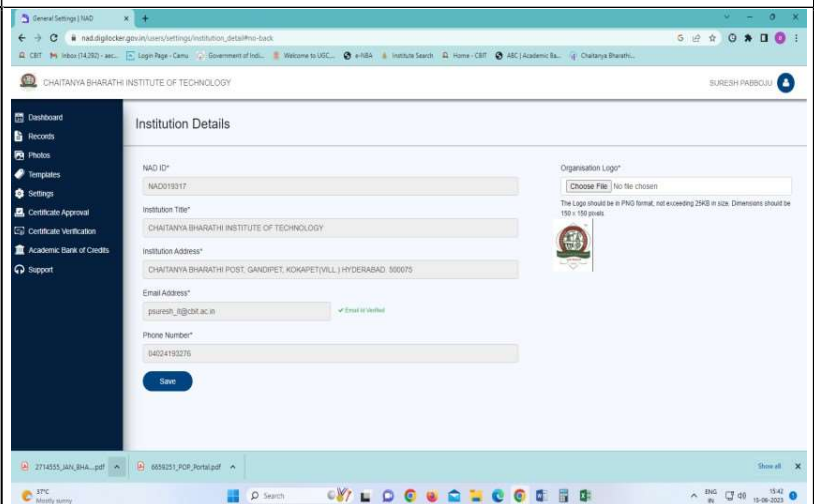 General Settings | NAD
nad.digilocker.gov.in/users/settings/institution_detail#no-back
CBIT
Inbox (14,292) - aec...
Login Page - Camu
Government of Indi...
Welcome to UGC...
e-NBA
Institute Search
Home - CBIT
ABC | Academic Ba...
Chaitanya Bharathi...
CHAITANYA BHARATHI INSTITUTE OF TECHNOLOGY
SURESH PABBOJU
Dashboard
Records
Photos
Templates
Settings
Certificate Approval
Certificate Verification
Academic Bank of Credits
Support
Institution Details
NAD ID*
NAD019317
Institution Title*
CHAITANYA BHARATHI INSTITUTE OF TECHNOLOGY
Institution Address*
CHAITANYA BHARATHI POST, GANDIPET, KOKAPET(VILL.) HYDERABAD. 500075
Email Address*
psuresh_it@cbit.ac.in
Email Id Verified
Phone Number*
04024193276
Save
Organisation Logo*
Choose File No file chosen
The Logo should be in PNG format, not exceeding 25KB in size. Dimensions should be
150 x 150 pixels.
2714555_JAN_BHA....pdf
6659251_POP_Portal.pdf
Show all
37°C
Mostly sunny
Search
ENG
IN
15:42
15-06-2023